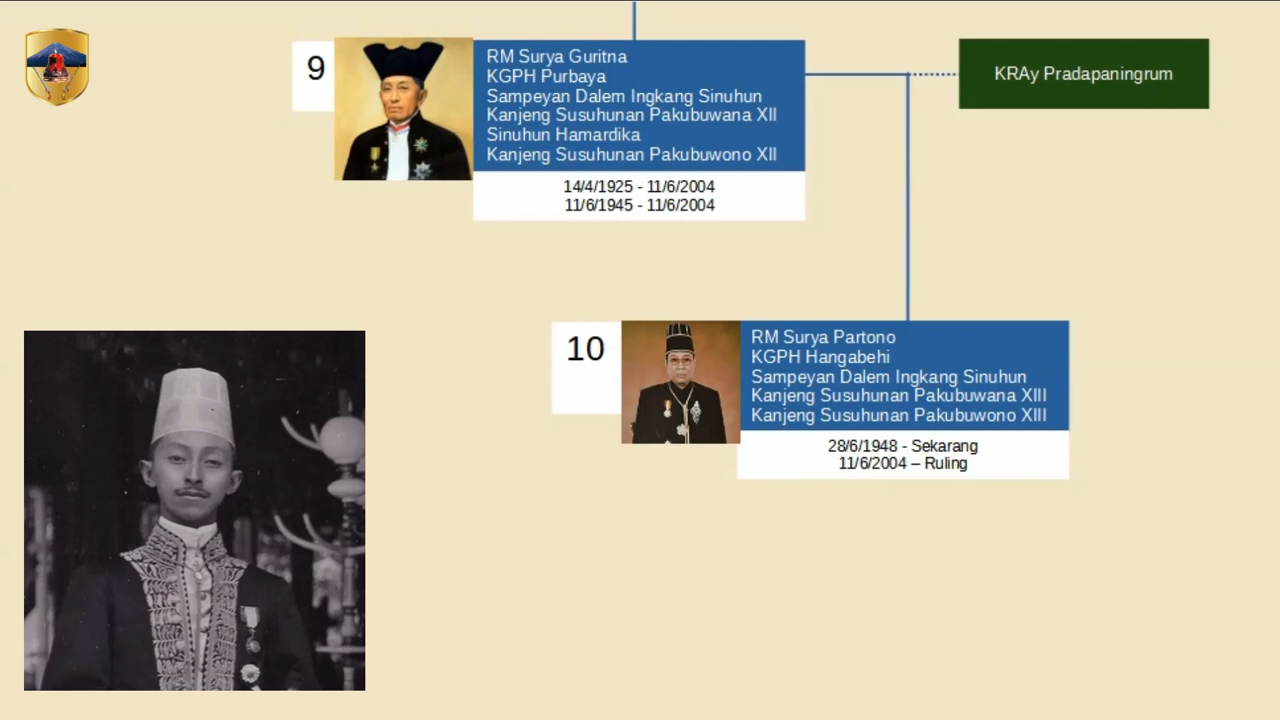 9
RM Surya Guritna
KGPH Purbaya
Sampeyan Dalem Ingkang Sinuhun
Kanjeng Susuhunan Pakubuwana XII
Sinuhun Hamardika
Kanjeng Susuhunan Pakubuwono XII
14/4/1925 - 11/6/2004
11/6/1945 - 11/6/2004
KRAy Pradapaningrum
10
RM Surya Partono
KGPH Hangabehi
Sampeyan Dalem Ingkang Sinuhun
Kanjeng Susuhunan Pakubuwana XIII
Kanjeng Susuhunan Pakubuwono XIII
28/6/1948 - Sekarang
11/6/2004 – Ruling